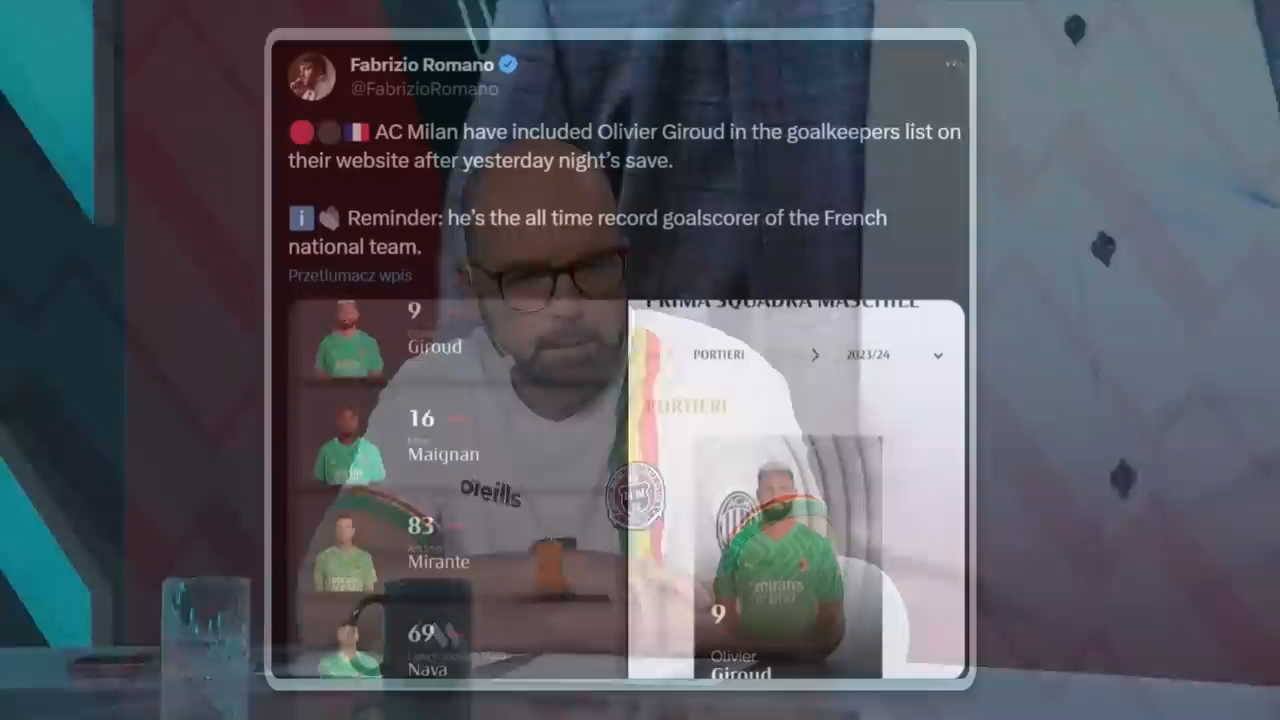 Fabrizio Romano
@FabrizioRomano
AC Milan have included Olivier Giroud in the goalkeepers list on
their website after yesterday night's save.
Reminder: he's the all time record goalscorer of the French
national team.
Przetłumacz wpis
9
Giroud
16
Maignan
83
Mirante
69
Nava
PRIMA SQUADRA MASCHILE
PORTIERI
2023/24
PORTIERI
9
Olivier
Giroud
o'reills